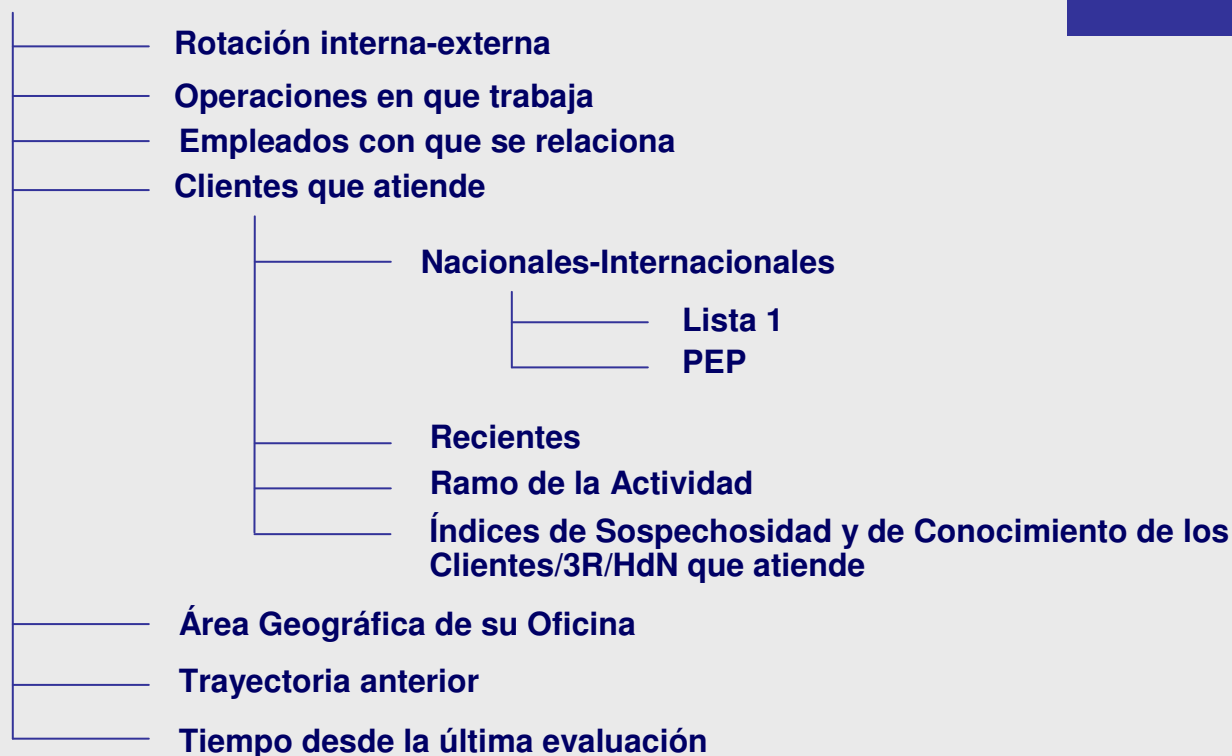 Rotación interna-externa
Operaciones en que trabaja
Empleados con que se relaciona
Clientes que atiende
Nacionales-Internacionales
Lista 1
PEP
Recientes
Ramo de la Actividad
Índices de Sospechosidad y de Conocimiento de los
Clientes/3R/HdN que atiende
Área Geográfica de su Oficina
Trayectoria anterior
Tiempo desde la última evaluación